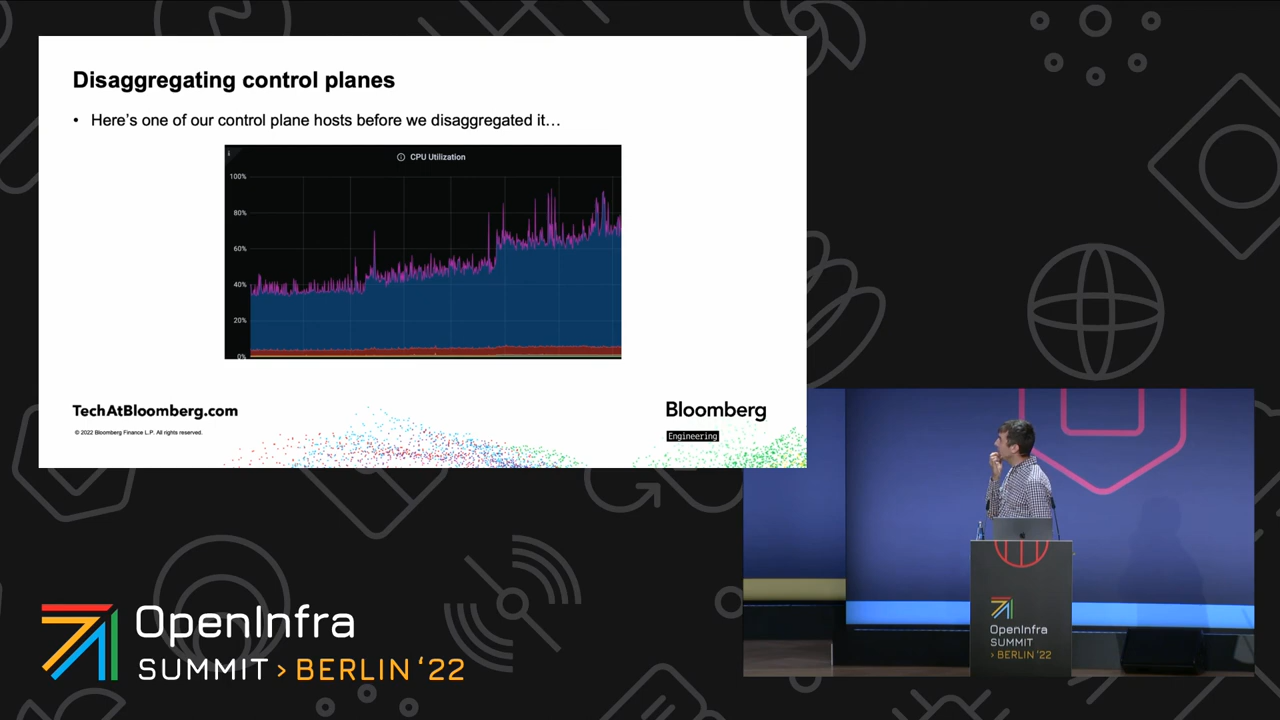 Disaggregating control planes
• Here's one of our control plane hosts before we disaggregated it…
CPU Utilization
100%
80%
60%
40%
20%
0%
TechAtBloomberg.com
© 2022 Bloomberg Finance L.P. All rights reserved.
Bloomberg
Engineering
OpenInfra
SUMMIT > BERLIN '22
OpenInfra
SUMMIT
> BERLIN '22